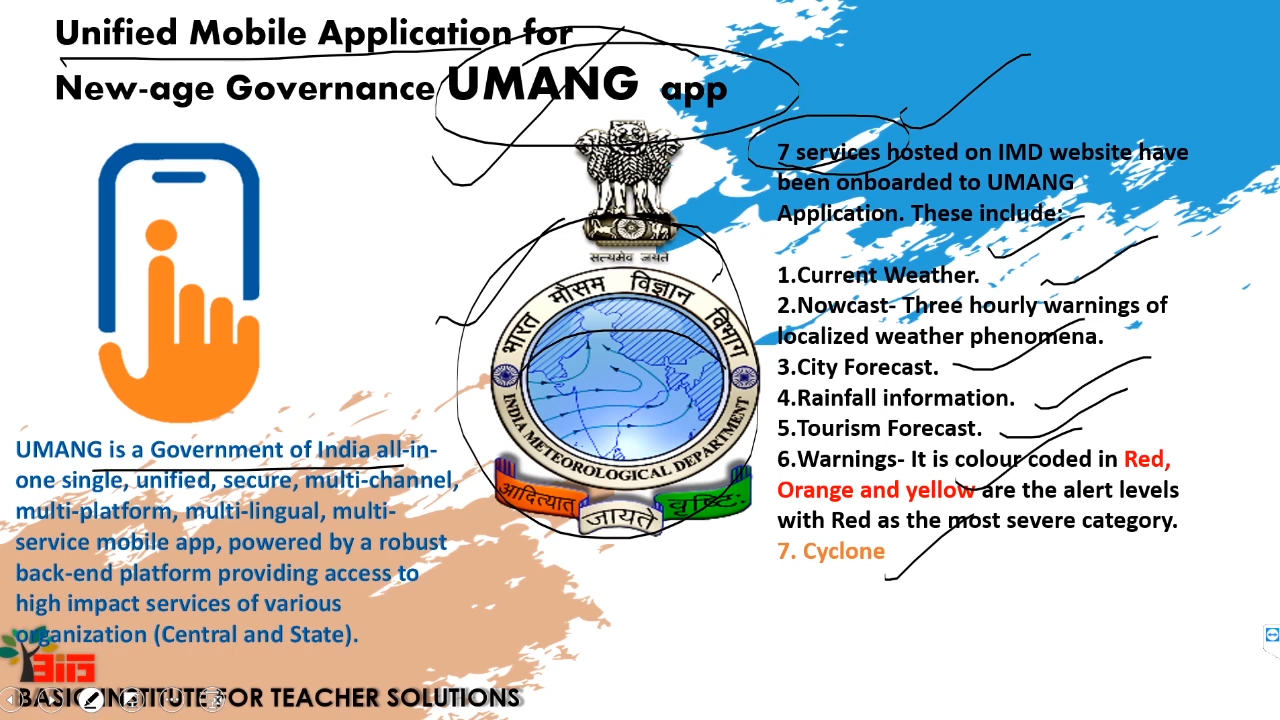 Unified Mobile Application for
New-age Governance UMANG app
7 services hosted on IMD website have
been onboarded to UMANG
Application. These include:
1.Current Weather.
2.Nowcast- Three hourly warnings of
localized weather phenomena.
3.City Forecast.
4.Rainfall information.
5.Tourism Forecast.
6.Warnings- It is colour coded in Red,
Orange and yellow are the alert levels
with Red as the most severe category.
7. Cyclone
सत्यमेव जयते
भारत मौसम विज्ञान विभाग
INDIA METEOROLOGICAL DEPARTMENT
आदित्यात् जायते वृष्टिः
UMANG is a Government of India all-in-
one single, unified, secure, multi-channel,
multi-platform, multi-lingual, multi-
service mobile app, powered by a robust
back-end platform providing access to
high impact services of various
organization (Central and State).
BASIC INSTITUTE FOR TEACHER SOLUTIONS